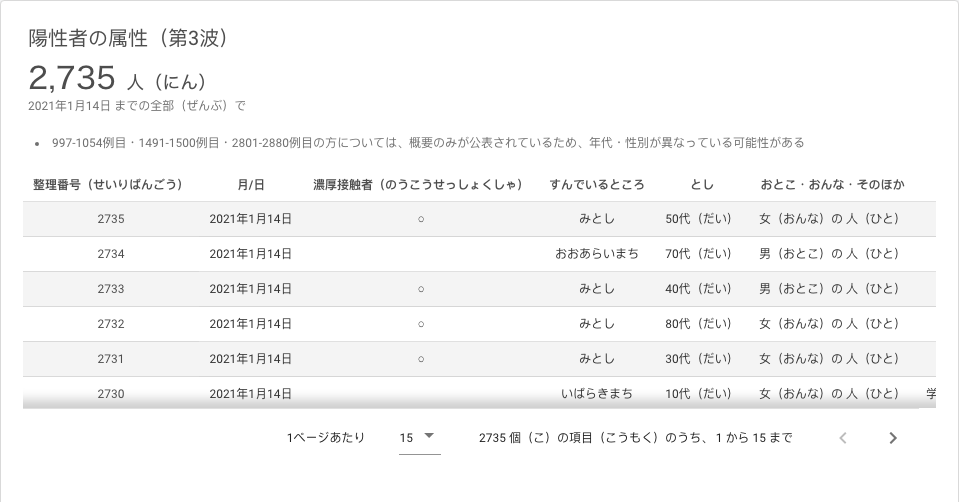 陽性者の属性（第3波）
2,735 人（にん）
2021年1月14日 までの全部（ぜんぶ）で
• 997-1054例目・1491-1500例目・2801-2880例目の方については、概要のみが公表されているため、年代・性別が異なっている可能性がある
整理番号（せいりばんごう） 月/日 濃厚接触者（のうこうせっしょくしゃ） すんでいるところ とし おとこ・おんな・そのほか
2735 2021年1月14日 ○ みとし 50代（だい） 女（おんな）の 人（ひと）
2734 2021年1月14日 おおあらいまち 70代（だい） 男（おとこ）の 人（ひと）
2733 2021年1月14日 ○ みとし 40代（だい） 男（おとこ）の 人（ひと）
2732 2021年1月14日 ○ みとし 80代（だい） 女（おんな）の 人（ひと）
2731 2021年1月14日 ○ みとし 30代（だい） 女（おんな）の 人（ひと）
2730 2021年1月14日 いばらきまち 10代（だい） 女（おんな）の 人（ひと） 学
1ページあたり 15 2735 個（こ）の項目（こうもく）のうち、1 から 15 まで